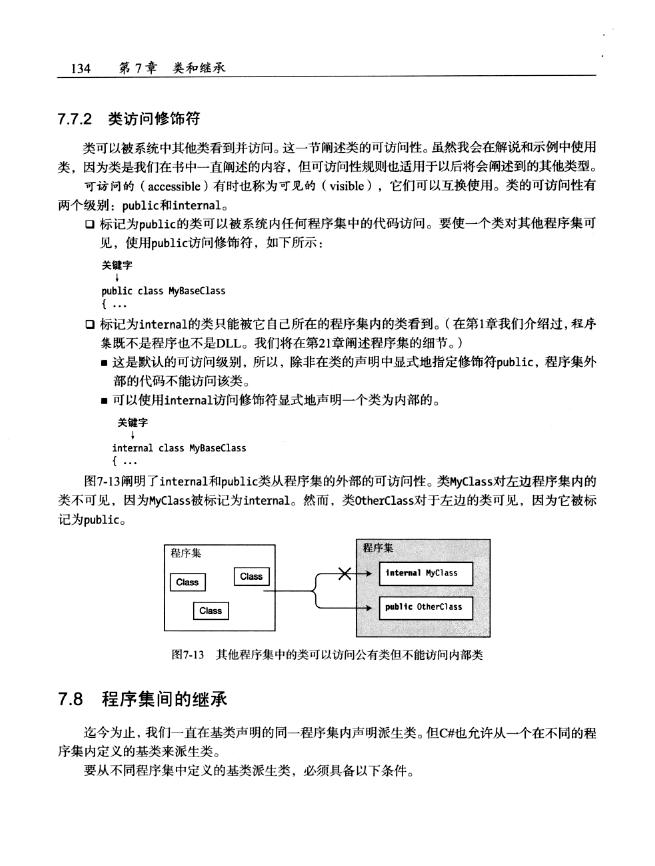 134 第7章 类和继承
7.7.2 类访问修饰符
类可以被系统中其他类看到并访问。这一节阐述类的可访问性。虽然我会在解说和示例中使用
类，因为类是我们在书中一直阐述的内容，但可访问性规则也适用于以后将会阐述到的其他类型。
可访问的（accessible）有时也称为可见的（visible），它们可以互换使用。类的可访问性有
两个级别：public和internal。
❑ 标记为public的类可以被系统内任何程序集中的代码访问。要使一个类对其他程序集可
见，使用public访问修饰符，如下所示：
关键字
↓
public class MyBaseClass
{ ...
❑ 标记为internal的类只能被它自己所在的程序集内的类看到。（在第1章我们介绍过，程序
集既不是程序也不是DLL。我们将在第21章阐述程序集的细节。）
■ 这是默认的可访问级别，所以，除非在类的声明中显式地指定修饰符public，程序集外
部的代码不能访问该类。
■ 可以使用internal访问修饰符显式地声明一个类为内部的。
关键字
↓
internal class MyBaseClass
{ ...
图7-13阐明了internal和public类从程序集的外部的可访问性。类MyClass对左边程序集内的
类不可见，因为MyClass被标记为internal。然而，类OtherClass对于左边的类可见，因为它被标
记为public。
程序集
Class
Class
Class
程序集
internal MyClass
public OtherClass
图7-13 其他程序集中的类可以访问公有类但不能访问内部类
7.8 程序集间的继承
迄今为止，我们一直在基类声明的同一程序集内声明派生类。但C#也允许从一个在不同的程
序集内定义的基类来派生类。
要从不同程序集中定义的基类派生类，必须具备以下条件。